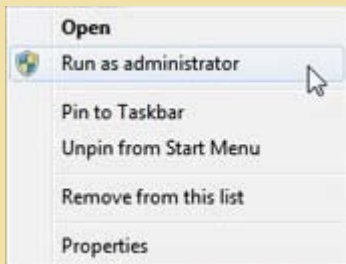 Open
Run as administrator
Pin to Taskbar
Unpin from Start Menu
Remove from this list
Properties